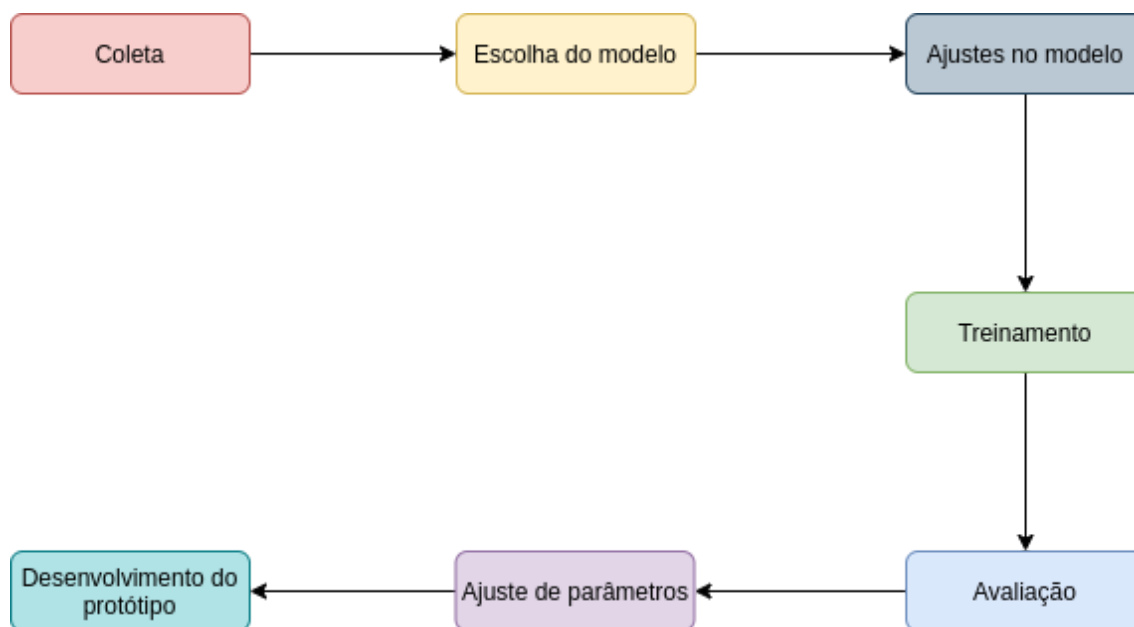 Coleta
Escolha do modelo
Ajustes no modelo
Treinamento
Avaliação
Ajuste de parâmetros
Desenvolvimento do
protótipo